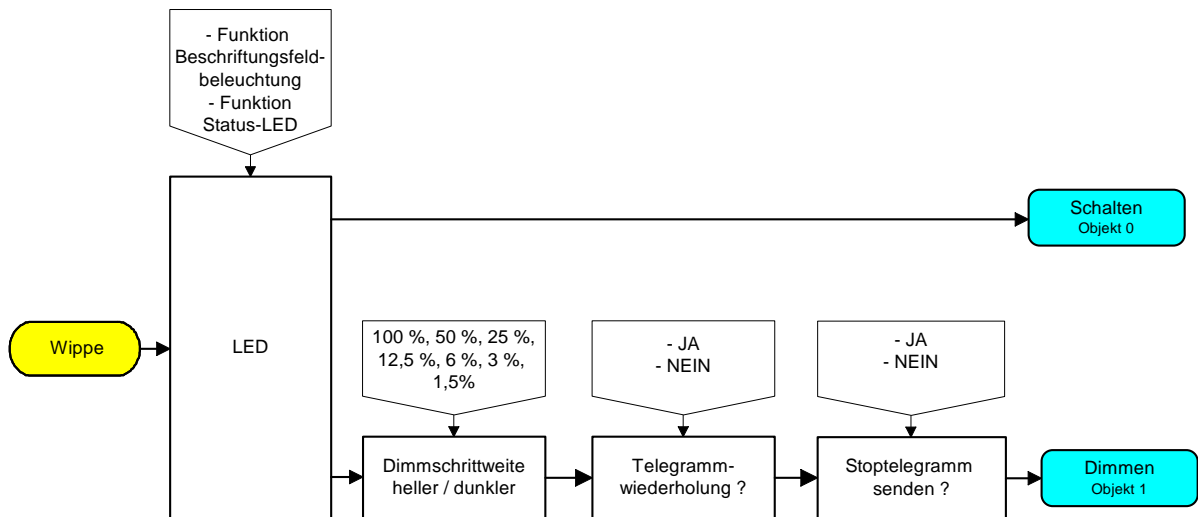 - Funktion
Beschriftungsfeld-
beleuchtung
- Funktion
Status-LED
Schalten
Objekt 0
Wippe
LED
100 %, 50 %, 25 %,
12,5 %, 6 %, 3 %,
1,5%
- JA
- NEIN
- JA
- NEIN
Dimmschrittweite
heller / dunkler
Telegramm-
wiederholung ?
Stoptelegramm
senden ?
Dimmen
Objekt 1